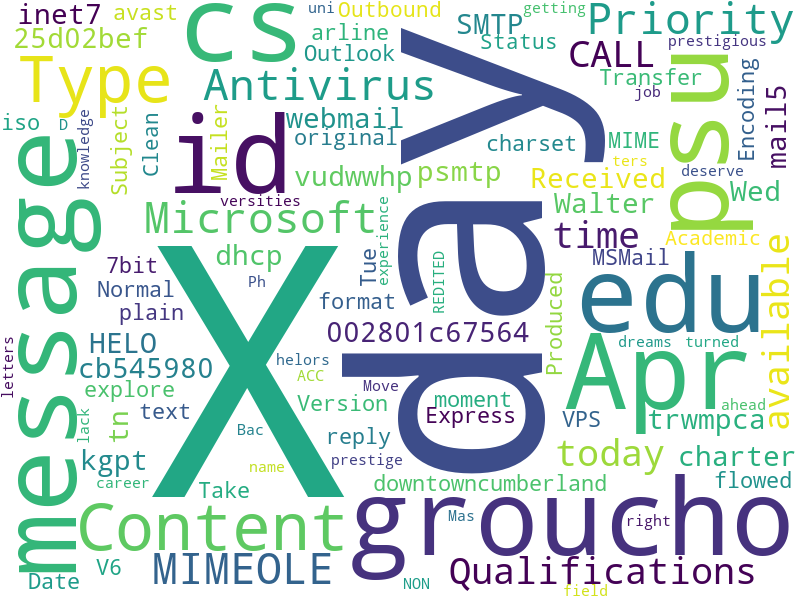 inet7
avast
cs
uni
Outbound
getting
Priority
25d02bef
arline
SMTP
Status
prestigious
Type
Outlook
CALL
psu
Antivirus
day
Transfer
job
Encoding
mail5
iso
D
knowledge
Subject
Clean
Mailer
id
webmail
original
charset
MIME
ters
message
vudwwhp
psmtp
Received
deserve
Wed
versities
Walter
Microsoft
experience
time
Academic
dhcp
Tue
REDITED
MSMail
available
7bit
Ph
X
edu
Normal
format
Produced
plain
002801c67564
HELO
helors
Apr
dreams
turned
letters
cb545980
ACC
Move
explore
Version
moment
ahead
lack
tn
text
Express
VPS
trwmpca
Bac
reply
kgpt
name
prestige
today
charter
career
Take
downtowncumberland
flowed
Content
groucho
Mas
right
V6
MIMEOLE
Qualifications
Date
NON
field